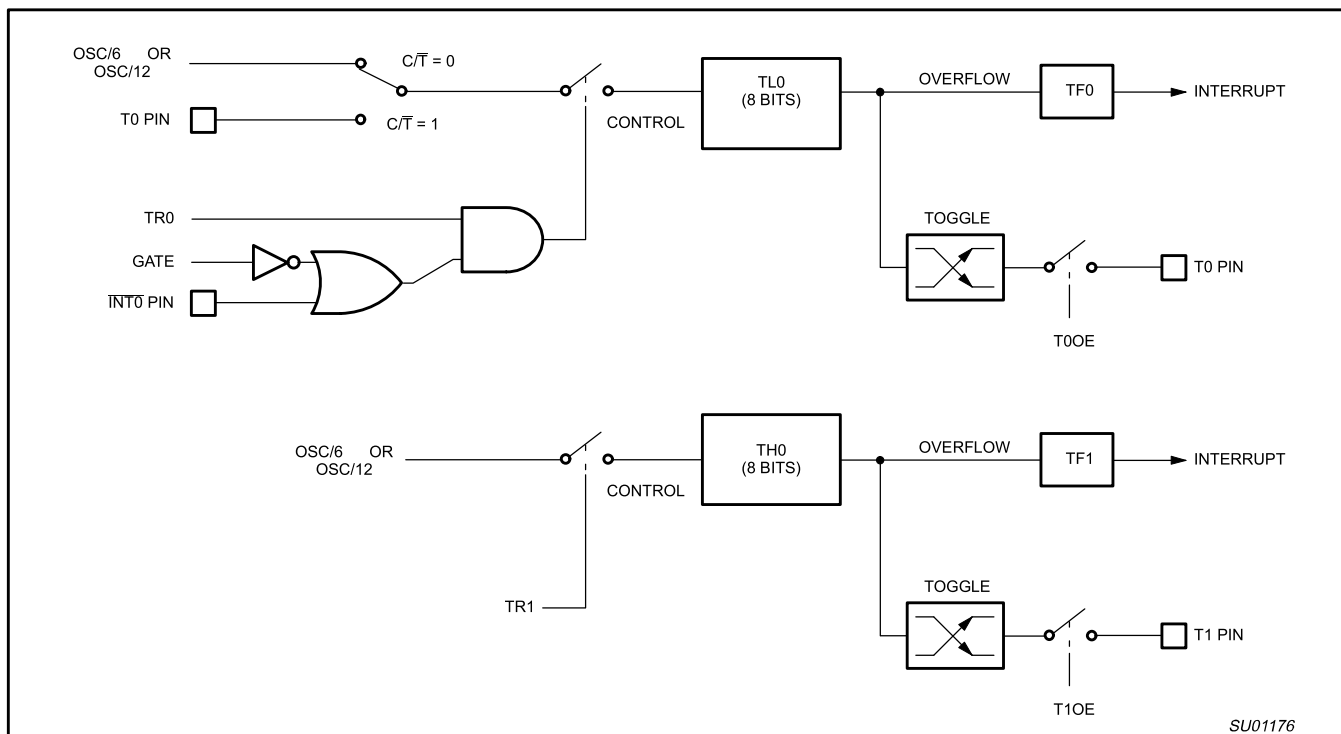 OSC/6 OR
OSC/12
C/T̅ = 0
T0 PIN
C/T̅ = 1
CONTROL
TL0
(8 BITS)
OVERFLOW
TF0
INTERRUPT
TR0
GATE
I̅N̅T̅0̅ PIN
TOGGLE
T0 PIN
T0OE
OSC/6 OR
OSC/12
CONTROL
TH0
(8 BITS)
OVERFLOW
TF1
INTERRUPT
TR1
TOGGLE
T1 PIN
T1OE
SU01176